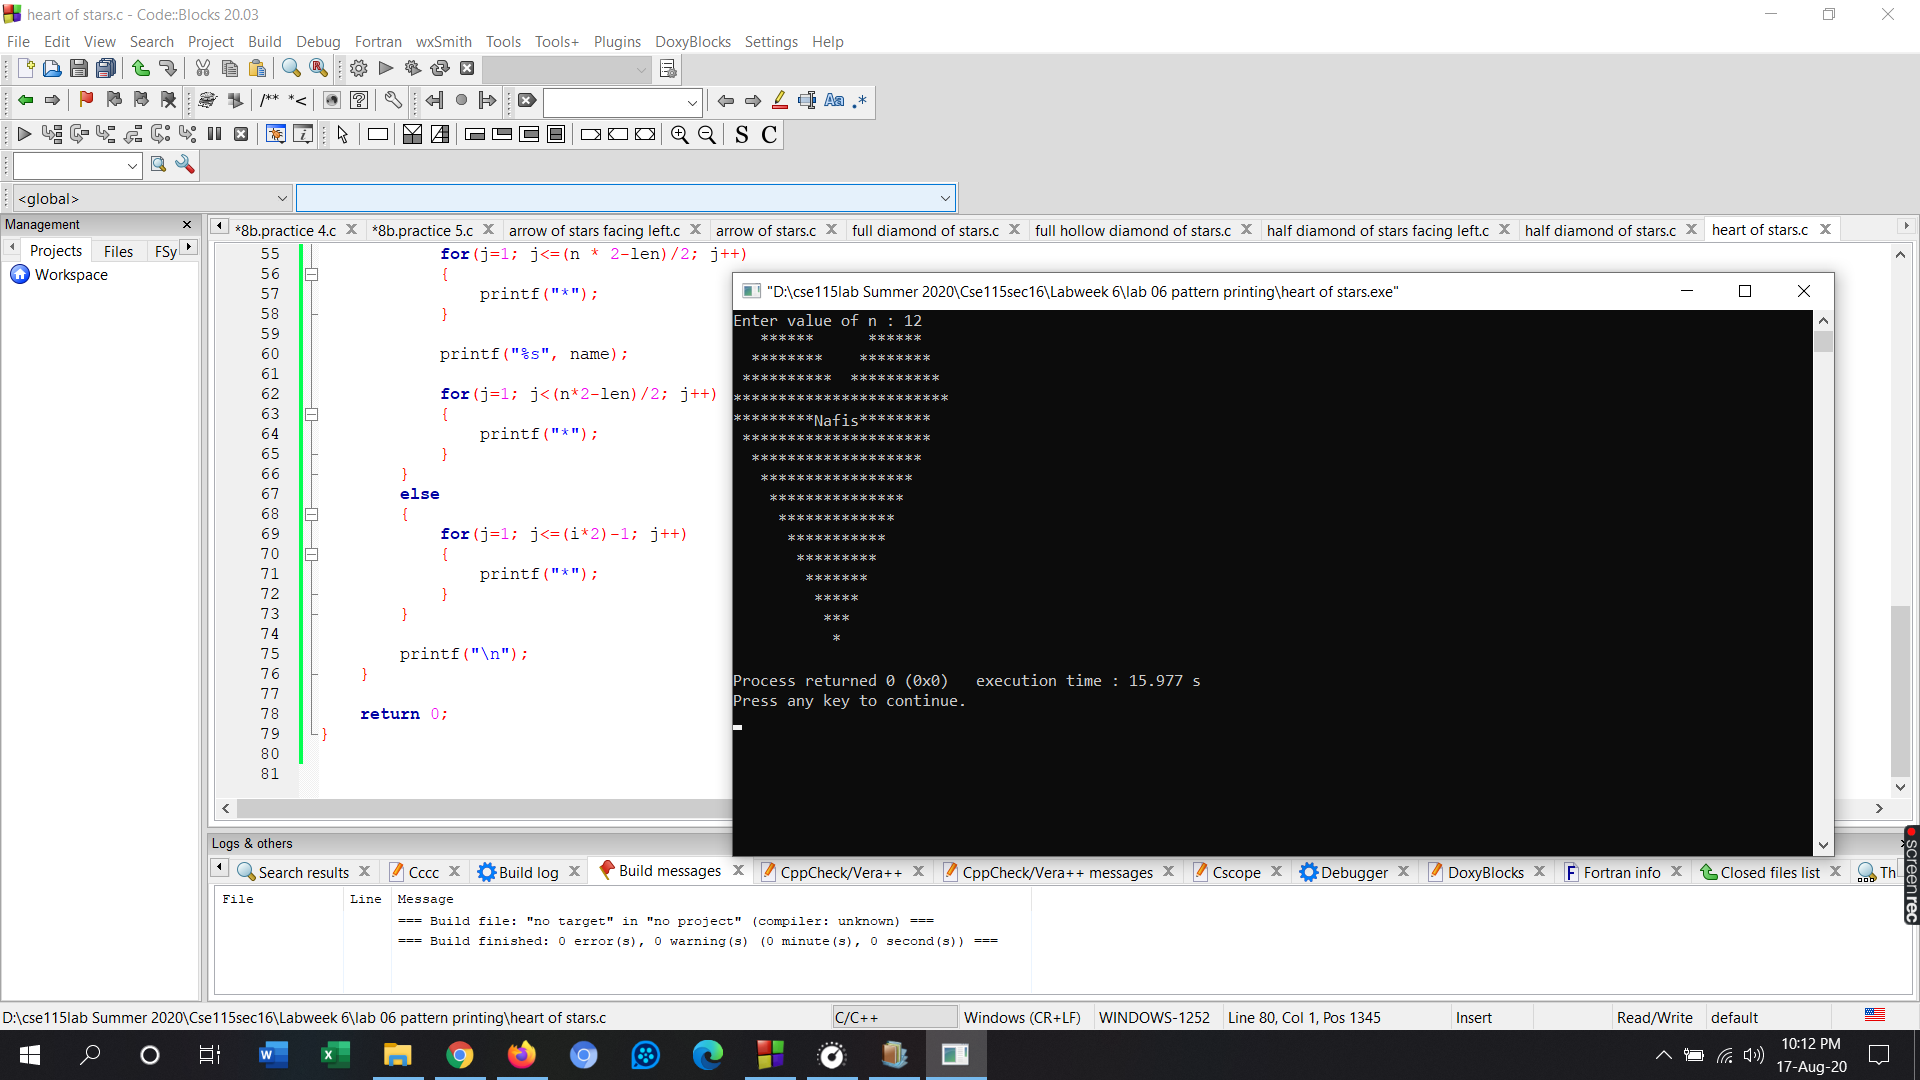 heart of stars.c - Code::Blocks 20.03
File Edit View Search Project Build Debug Fortran wxSmith Tools Tools+ Plugins DoxyBlocks Settings Help
/** *<
Aa .*
S C
<global>
Management
Projects Files FSy
Workspace
*8b.practice 4.c *8b.practice 5.c arrow of stars facing left.c arrow of stars.c full diamond of stars.c full hollow diamond of stars.c half diamond of stars facing left.c half diamond of stars.c heart of stars.c
55 for(j=1; j<=(n * 2-len)/2; j++)
56 {
57 printf("*");
58 }
59
60 printf("%s", name);
61
62 for(j=1; j<(n*2-len)/2; j++)
63 {
64 printf("*");
65 }
66 }
67 else
68 {
69 for(j=1; j<=(i*2)-1; j++)
70 {
71 printf("*");
72 }
73 }
74
75 printf("\n");
76 }
77
78 return 0;
79 }
80
81
"D:\cse115lab Summer 2020\Cse115sec16\Labweek 6\lab 06 pattern printing\heart of stars.exe"
Enter value of n : 12
   ******      ******
  ********    ********
 **********  **********
************************
*********Nafis********
 *********************
  *******************
   *****************
    ***************
     *************
      ***********
       *********
        *******
         *****
          ***
           *
Process returned 0 (0x0)   execution time : 15.977 s
Press any key to continue.
Logs & others
Search results Cccc Build log Build messages CppCheck/Vera++ CppCheck/Vera++ messages Cscope Debugger DoxyBlocks Fortran info Closed files list Th
File Line Message
=== Build file: "no target" in "no project" (compiler: unknown) ===
=== Build finished: 0 error(s), 0 warning(s) (0 minute(s), 0 second(s)) ===
screenrec
D:\cse115lab Summer 2020\Cse115sec16\Labweek 6\lab 06 pattern printing\heart of stars.c C/C++ Windows (CR+LF) WINDOWS-1252 Line 80, Col 1, Pos 1345 Insert Read/Write default
10:12 PM
17-Aug-20